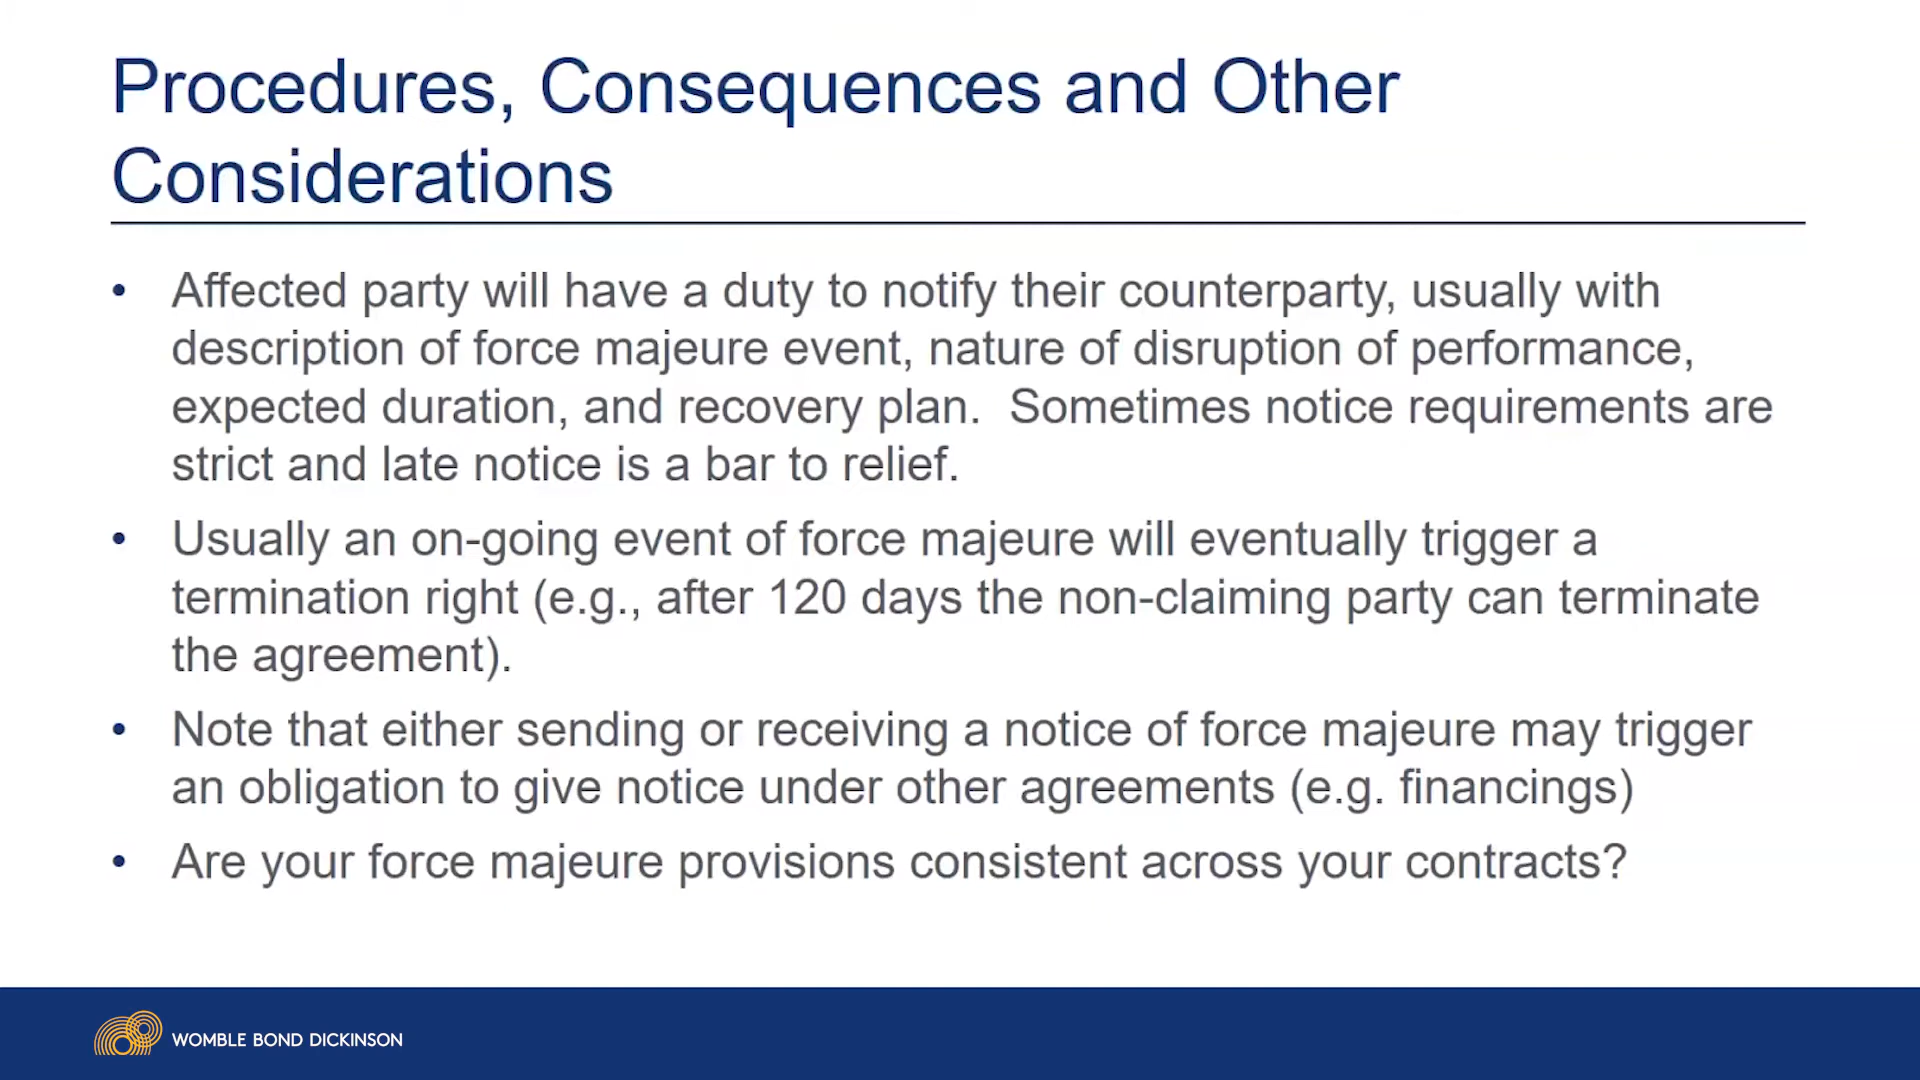 Procedures, Consequences and Other
Considerations
• Affected party will have a duty to notify their counterparty, usually with
description of force majeure event, nature of disruption of performance,
expected duration, and recovery plan.  Sometimes notice requirements are
strict and late notice is a bar to relief.
• Usually an on-going event of force majeure will eventually trigger a
termination right (e.g., after 120 days the non-claiming party can terminate
the agreement).
• Note that either sending or receiving a notice of force majeure may trigger
an obligation to give notice under other agreements (e.g. financings)
• Are your force majeure provisions consistent across your contracts?
WOMBLE BOND DICKINSON